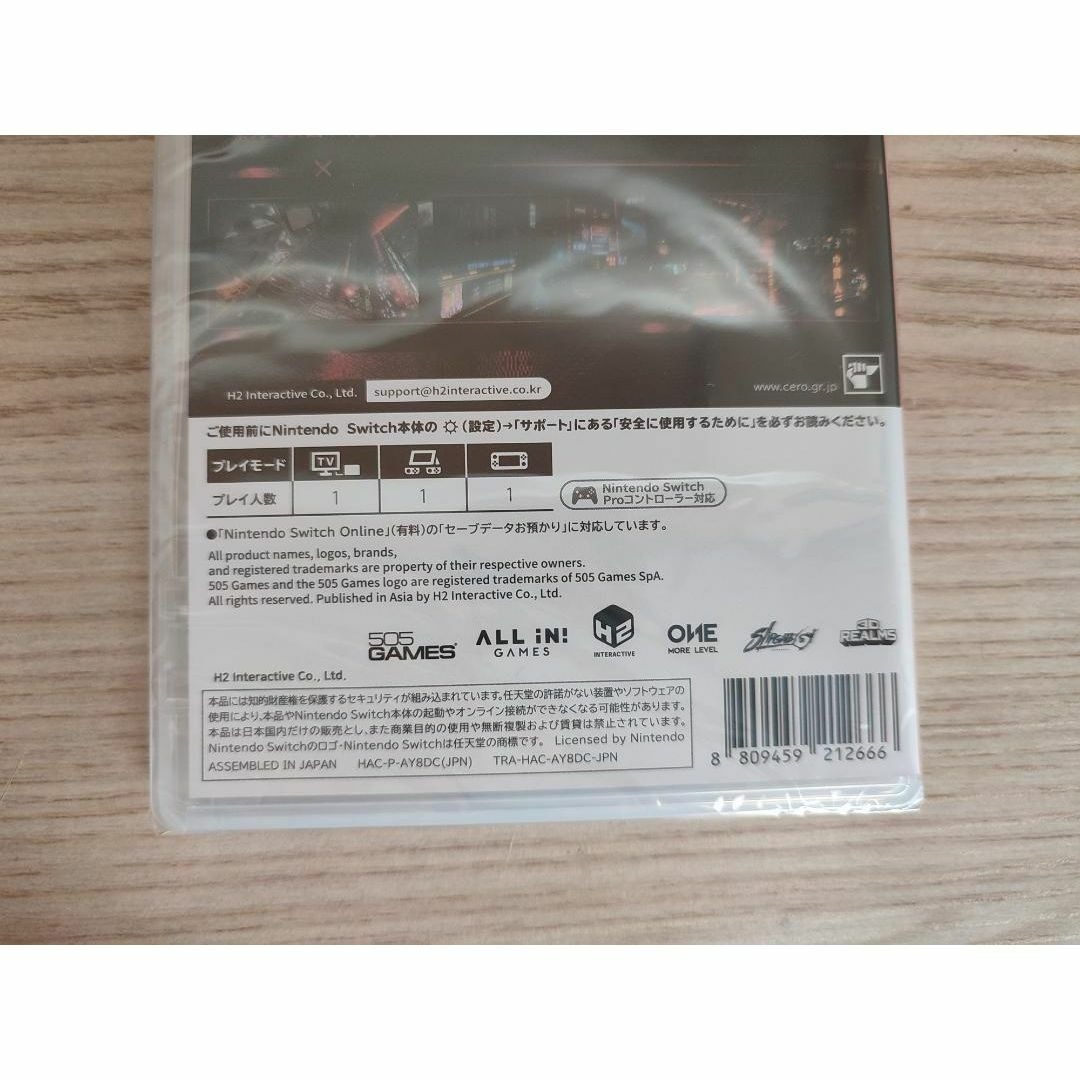 H2 Interactive Co., Ltd. support@h2interactive.co.kr
www.cero.gr.jp
ご使用前にNintendo Switch本体の (設定)→「サポート」にある「安全に使用するために」を必ずお読みください。
プレイモード TV
プレイ人数 1 1 1
Nintendo Switch
Proコントローラー対応
●「Nintendo Switch Online」(有料)の「セーブデータお預かり」に対応しています。
All product names, logos, brands,
and registered trademarks are property of their respective owners.
505 Games and the 505 Games logo are registered trademarks of 505 Games SpA.
All rights reserved. Published in Asia by H2 Interactive Co., Ltd.
505 GAMES
ALL iN! GAMES
H2 INTERACTIVE
ONE MORE LEVEL
3D REALMS
H2 Interactive Co., Ltd.
本品には知的財産権を保護するセキュリティが組み込まれています。任天堂の許諾がない装置やソフトウェアの
使用により、本品やNintendo Switch本体の起動やオンライン接続ができなくなる可能性があります。
本品は日本国内だけの販売とし、また商業目的の使用や無断複製および賃貸は禁止されています。
Nintendo Switchのロゴ・Nintendo Switchは任天堂の商標です。 Licensed by Nintendo
ASSEMBLED IN JAPAN HAC-P-AY8DC(JPN) TRA-HAC-AY8DC-JPN
8 809459 212666